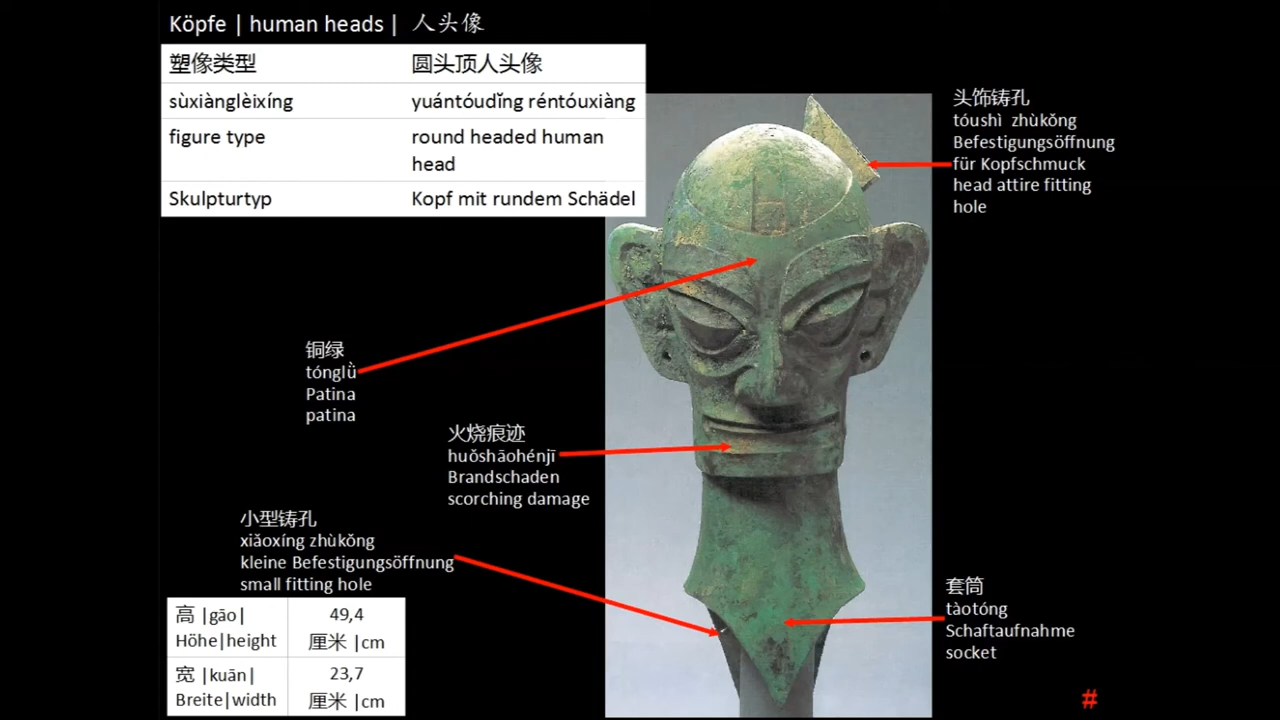 Köpfe | human heads | 人头像
塑像类型 圆头顶人头像
sùxiànglèixíng yuántóudǐng réntóuxiàng
figure type round headed human
head
Skulpturtyp Kopf mit rundem Schädel
头饰铸孔
tóushì zhùkǒng
Befestigungsöffnung
für Kopfschmuck
head attire fitting
hole
铜绿
tónglǜ
Patina
patina
火烧痕迹
huǒshāohénjī
Brandschaden
scorching damage
小型铸孔
xiǎoxíng zhùkǒng
kleine Befestigungsöffnung
small fitting hole
套筒
tàotóng
Schaftaufnahme
socket
高 |gāo| 49,4
Höhe|height 厘米 |cm
宽 |kuān| 23,7
Breite|width 厘米 |cm
#